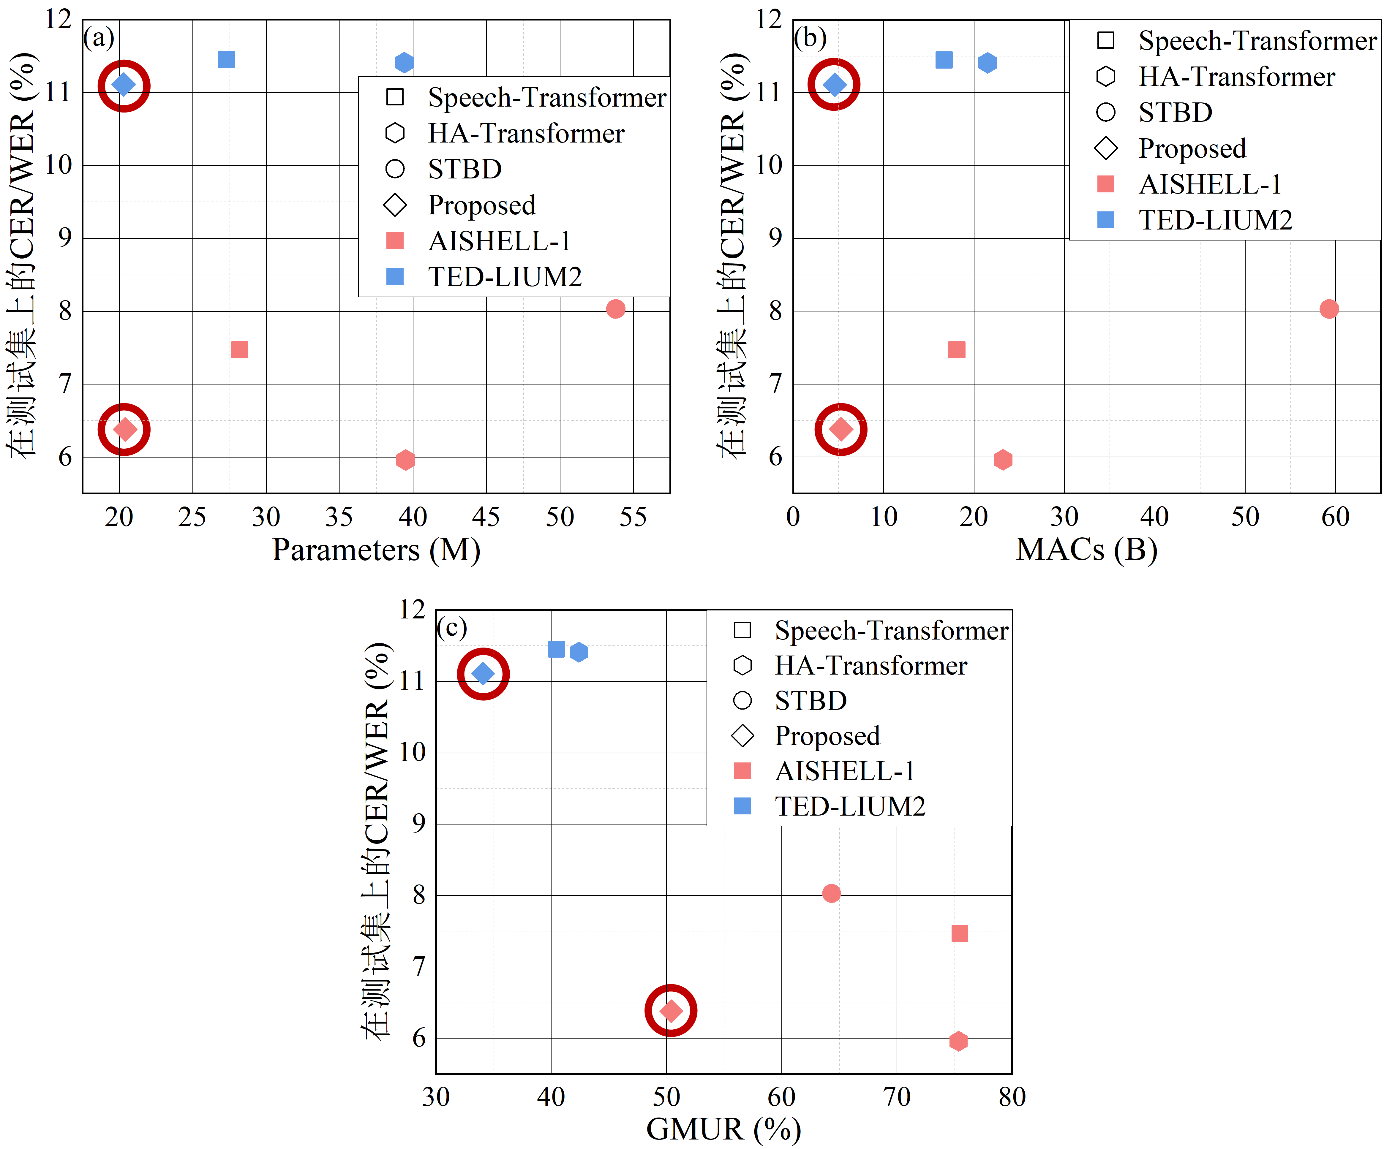 (a)
12
11
10
9
8
7
6
在测试集上的CER/WER (%)
Speech-Transformer
HA-Transformer
STBD
Proposed
AISHELL-1
TED-LIUM2
20 25 30 35 40 45 50 55
Parameters (M)
(b)
12
11
10
9
8
7
6
在测试集上的CER/WER (%)
Speech-Transformer
HA-Transformer
STBD
Proposed
AISHELL-1
TED-LIUM2
0 10 20 30 40 50 60
MACs (B)
(c)
12
11
10
9
8
7
6
在测试集上的CER/WER (%)
Speech-Transformer
HA-Transformer
STBD
Proposed
AISHELL-1
TED-LIUM2
30 40 50 60 70 80
GMUR (%)